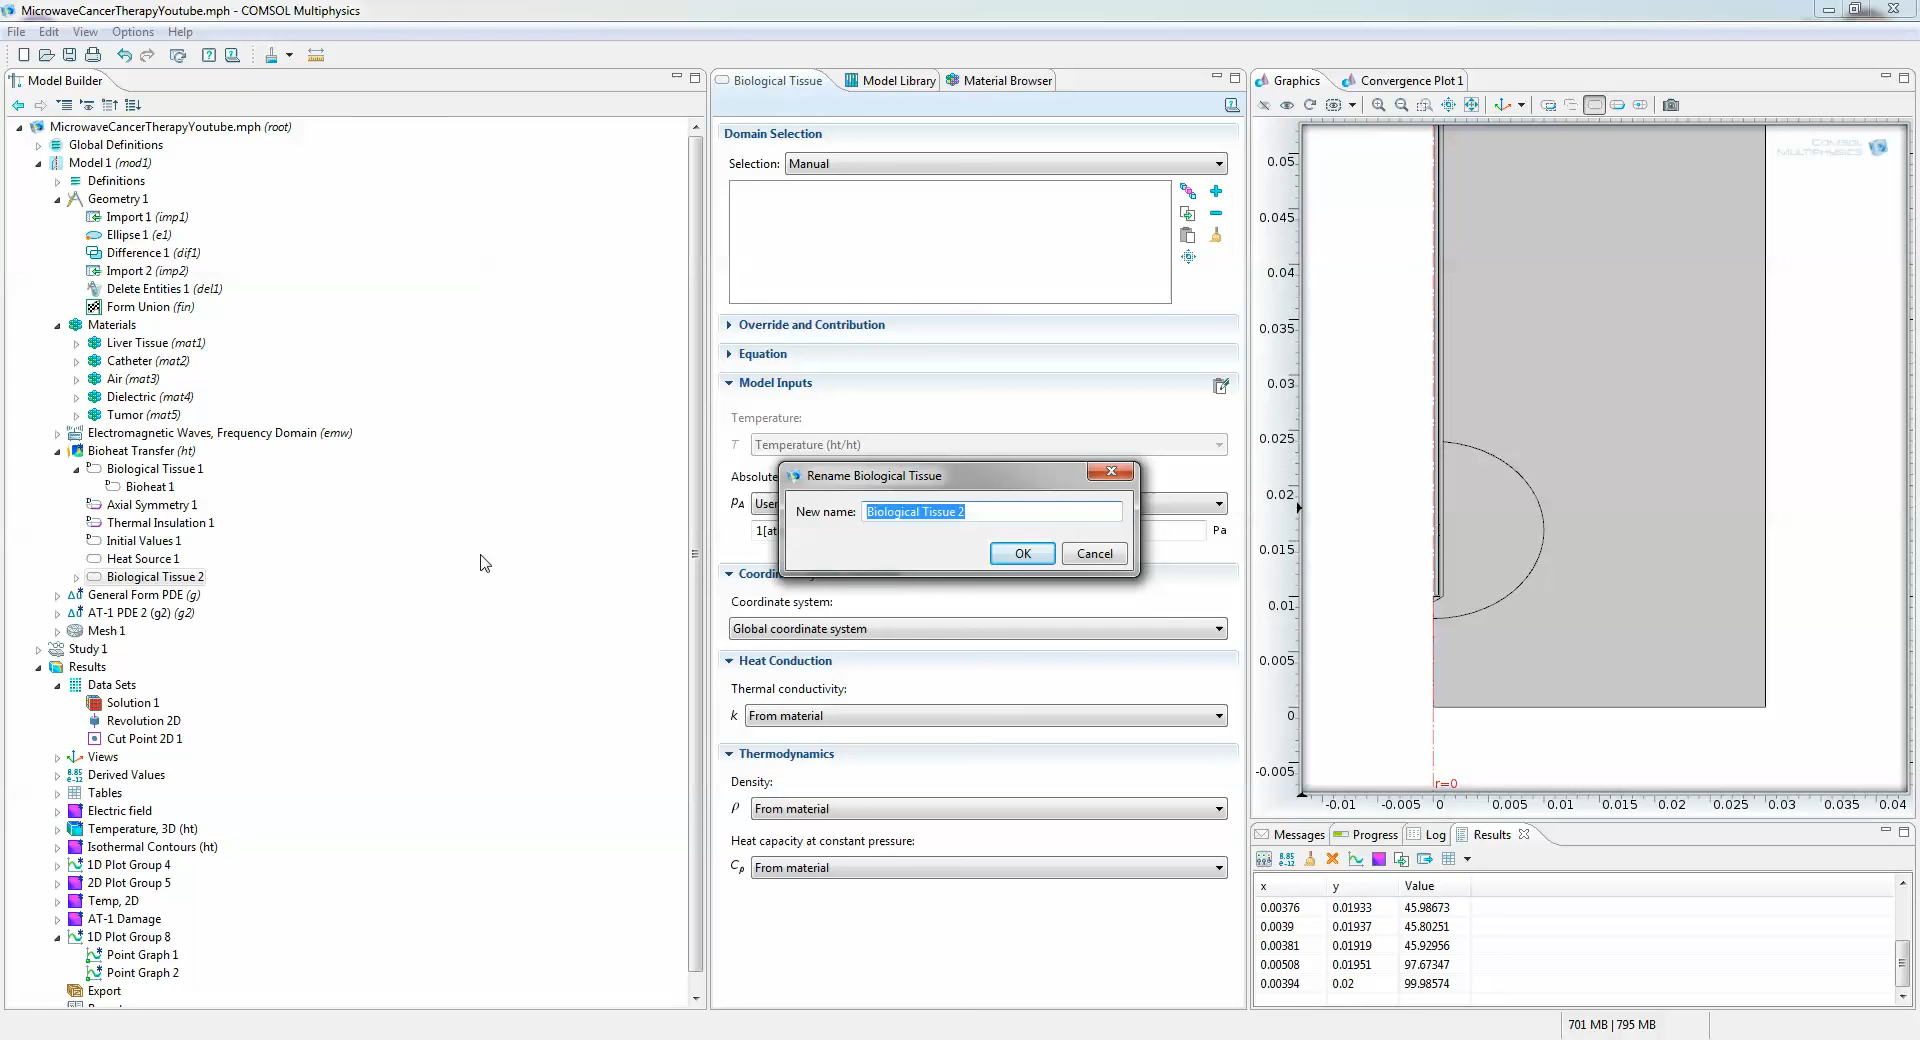 MicrowaveCancerTherapyYoutube.mph - COMSOL Multiphysics
File Edit View Options Help
Model Builder
MicrowaveCancerTherapyYoutube.mph (root)
Global Definitions
Model 1 (mod1)
Definitions
Geometry 1
Import 1 (imp1)
Ellipse 1 (e1)
Difference 1 (dif1)
Import 2 (imp2)
Delete Entities 1 (del1)
Form Union (fin)
Materials
Liver Tissue (mat1)
Catheter (mat2)
Air (mat3)
Dielectric (mat4)
Tumor (mat5)
Electromagnetic Waves, Frequency Domain (emw)
Bioheat Transfer (ht)
Biological Tissue 1
Bioheat 1
Axial Symmetry 1
Thermal Insulation 1
Initial Values 1
Heat Source 1
Biological Tissue 2
General Form PDE (g)
AT-1 PDE 2 (g2) (g2)
Mesh 1
Study 1
Results
Data Sets
Solution 1
Revolution 2D
Cut Point 2D 1
Views
8.85
e-12
Derived Values
Tables
Electric field
Temperature, 3D (ht)
Isothermal Contours (ht)
1D Plot Group 4
2D Plot Group 5
Temp, 2D
AT-1 Damage
1D Plot Group 8
Point Graph 1
Point Graph 2
Export
Biological Tissue Model Library Material Browser
Domain Selection
Selection: Manual
Override and Contribution
Equation
Model Inputs
Temperature:
T Temperature (ht/ht)
Absolute
pA User
1[at Pa
Rename Biological Tissue
New name: Biological Tissue 2
OK Cancel
Coordin
Coordinate system:
Global coordinate system
Heat Conduction
Thermal conductivity:
k From material
Thermodynamics
Density:
ρ From material
Heat capacity at constant pressure:
Cp From material
Graphics Convergence Plot 1
COMSOL
MULTIPHYSICS
0.05
0.045
0.04
0.035
0.03
0.025
0.02
0.015
0.01
0.005
0
-0.005
r=0
-0.01 -0.005 0 0.005 0.01 0.015 0.02 0.025 0.03 0.035 0.04
Messages Progress Log Results
8.85
e-12
x y Value
0.00376 0.01933 45.98673
0.0039 0.01937 45.80251
0.00381 0.01919 45.92956
0.00508 0.01951 97.67347
0.00394 0.02 99.98574
701 MB | 795 MB